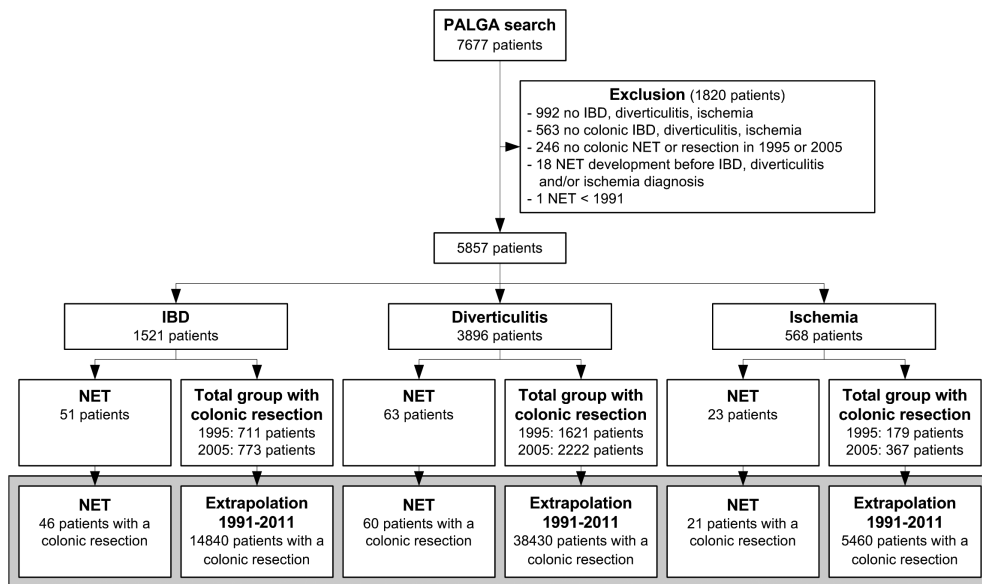 PALGA search
7677 patients
Exclusion (1820 patients)
- 992 no IBD, diverticulitis, ischemia
- 563 no colonic IBD, diverticulitis, ischemia
- 246 no colonic NET or resection in 1995 or 2005
- 18 NET development before IBD, diverticulitis
and/or ischemia diagnosis
- 1 NET < 1991
5857 patients
IBD
1521 patients
Diverticulitis
3896 patients
Ischemia
568 patients
NET
51 patients
Total group with
colonic resection
1995: 711 patients
2005: 773 patients
NET
63 patients
Total group with
colonic resection
1995: 1621 patients
2005: 2222 patients
NET
23 patients
Total group with
colonic resection
1995: 179 patients
2005: 367 patients
NET
46 patients with a
colonic resection
Extrapolation
1991-2011
14840 patients with a
colonic resection
NET
60 patients with a
colonic resection
Extrapolation
1991-2011
38430 patients with a
colonic resection
NET
21 patients with a
colonic resection
Extrapolation
1991-2011
5460 patients with a
colonic resection